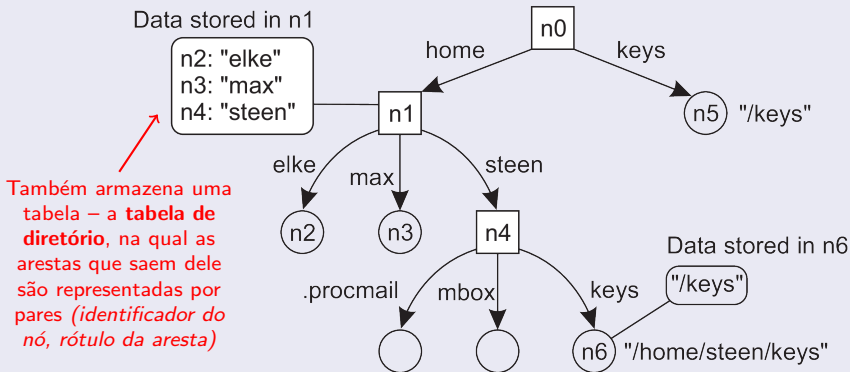 Data stored in n1
n2: "elke"
n3: "max"
n4: "steen"
n0
home
keys
n1
n5
"/keys"
elke
max
steen
Também armazena uma
tabela – a tabela de
diretório, na qual as
arestas que saem dele
são representadas por
pares (identificador do
nó, rótulo da aresta)
n2
n3
n4
Data stored in n6
"/keys"
.procmail
mbox
keys
n6
"/home/steen/keys"